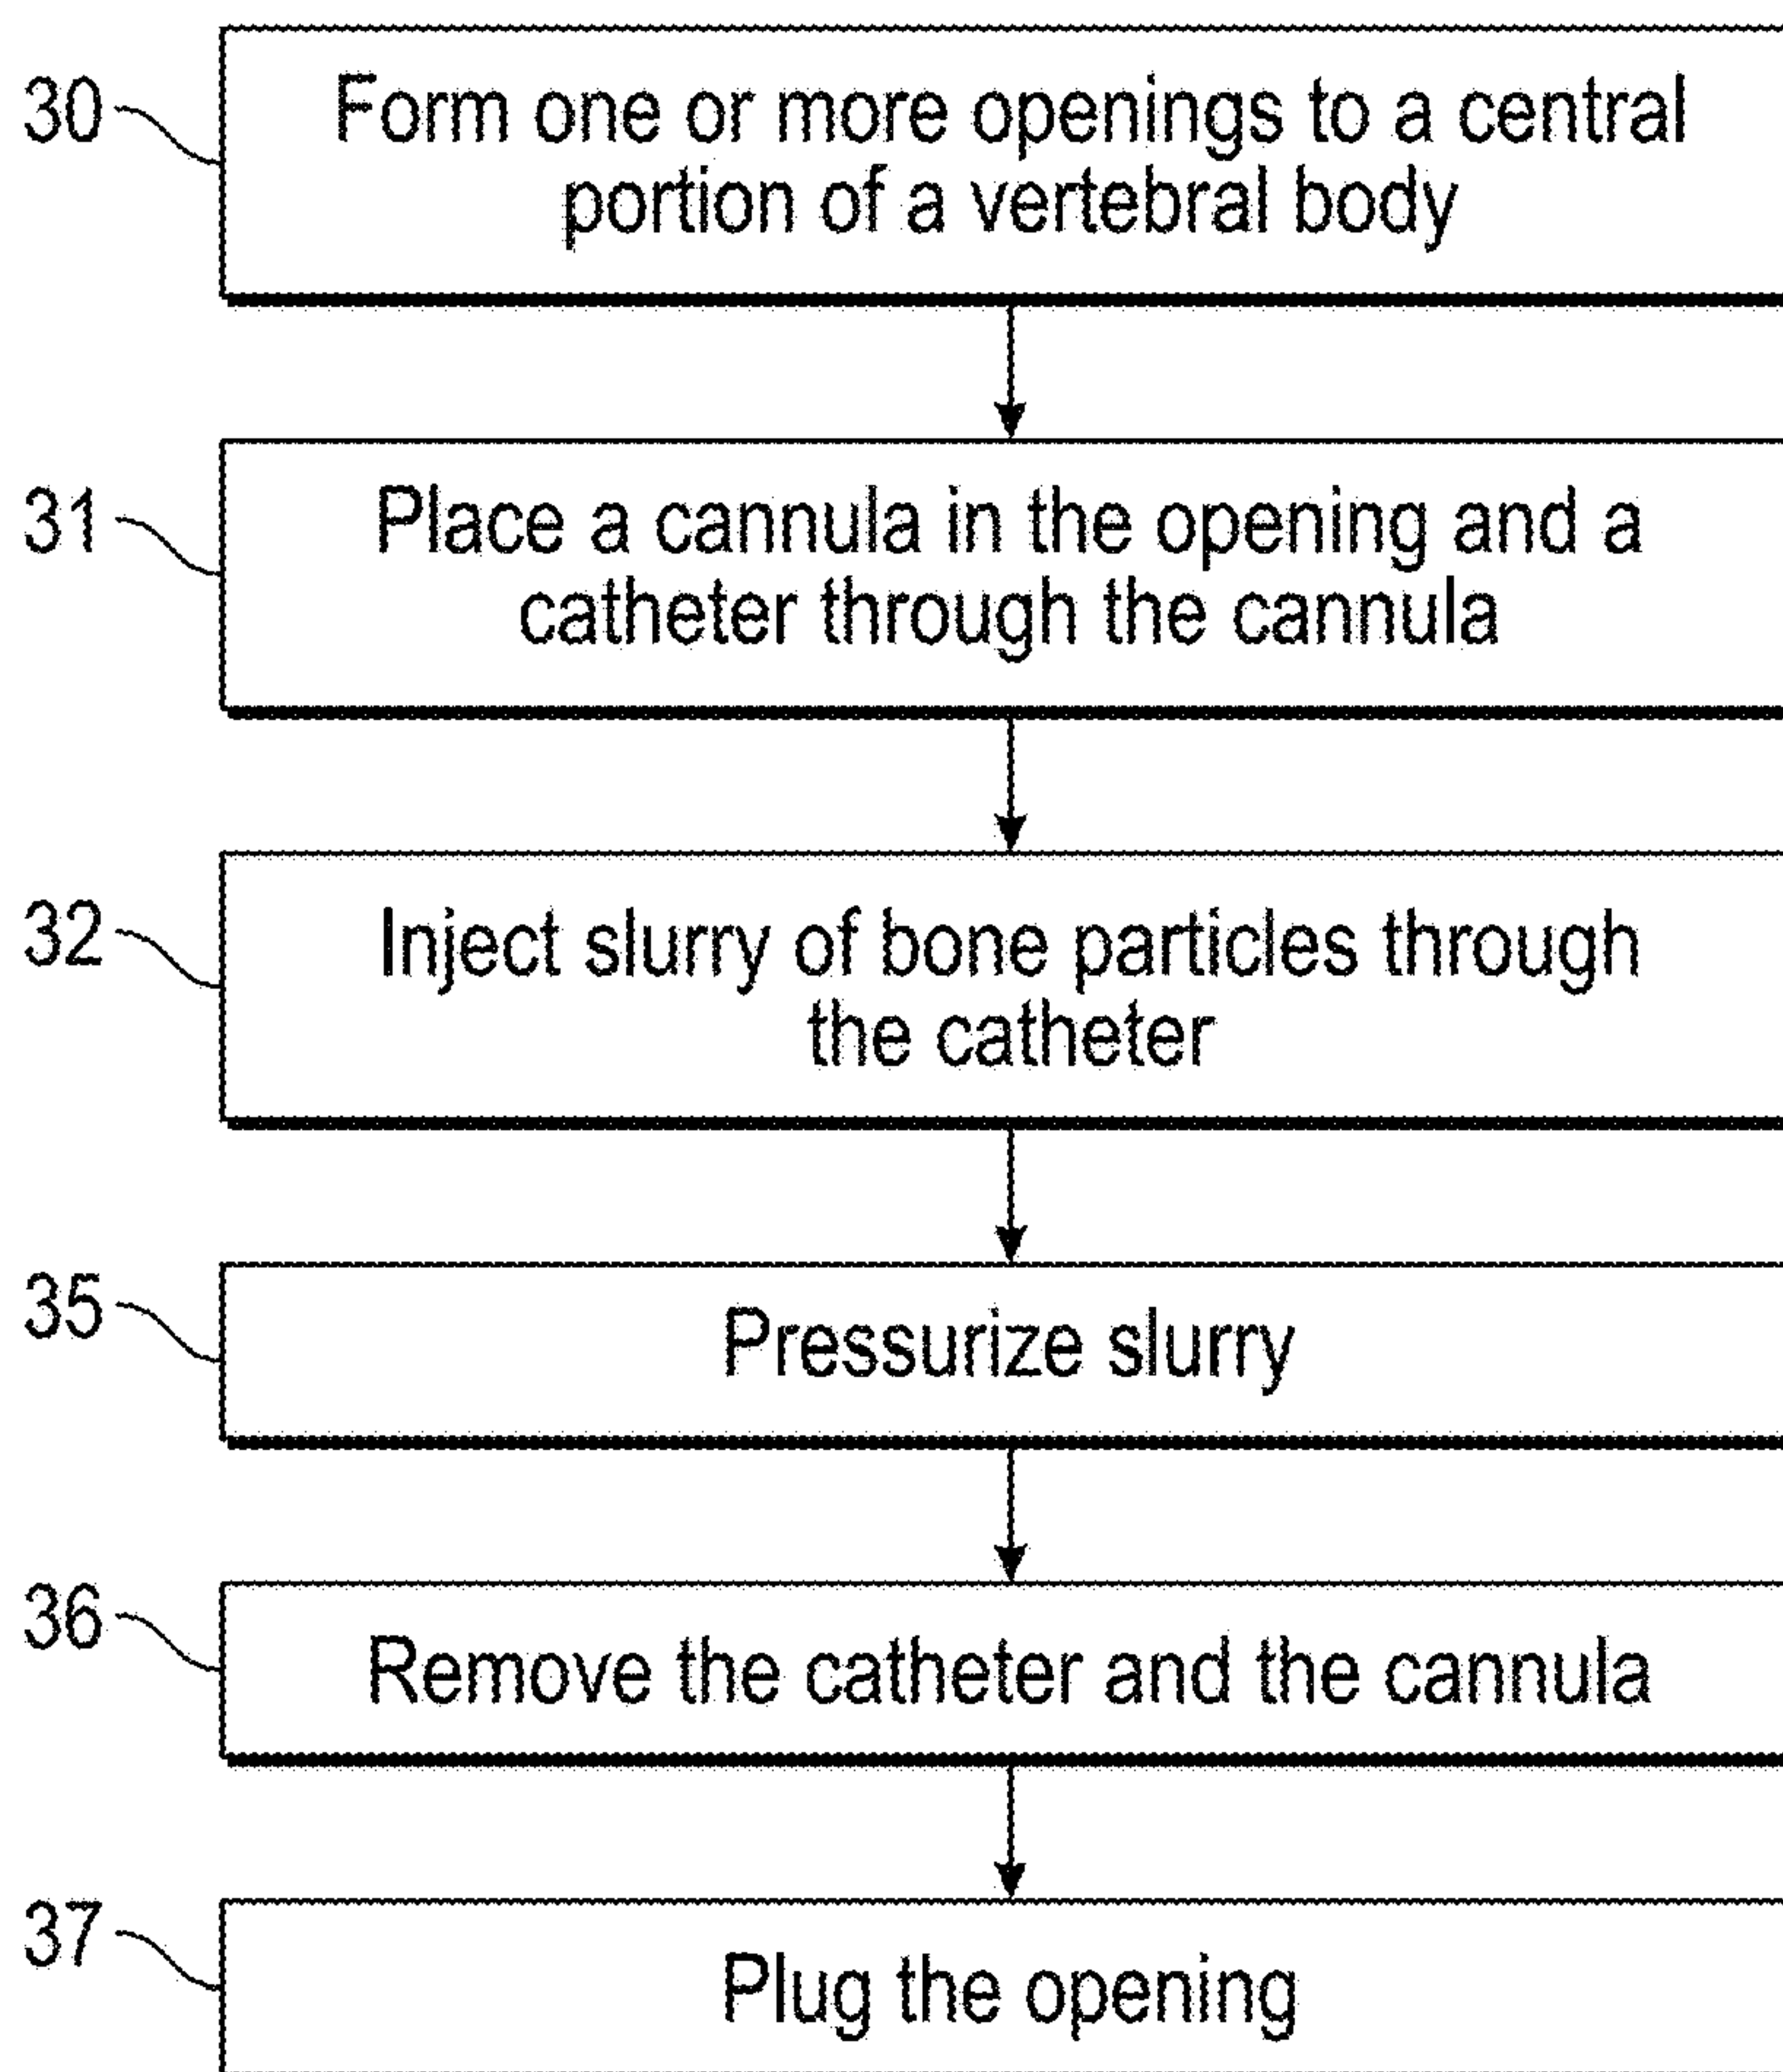 30
Form one or more openings to a central
portion of a vertebral body
31
Place a cannula in the opening and a
catheter through the cannula
32
Inject slurry of bone particles through
the catheter
35
Pressurize slurry
36
Remove the catheter and the cannula
37
Plug the opening